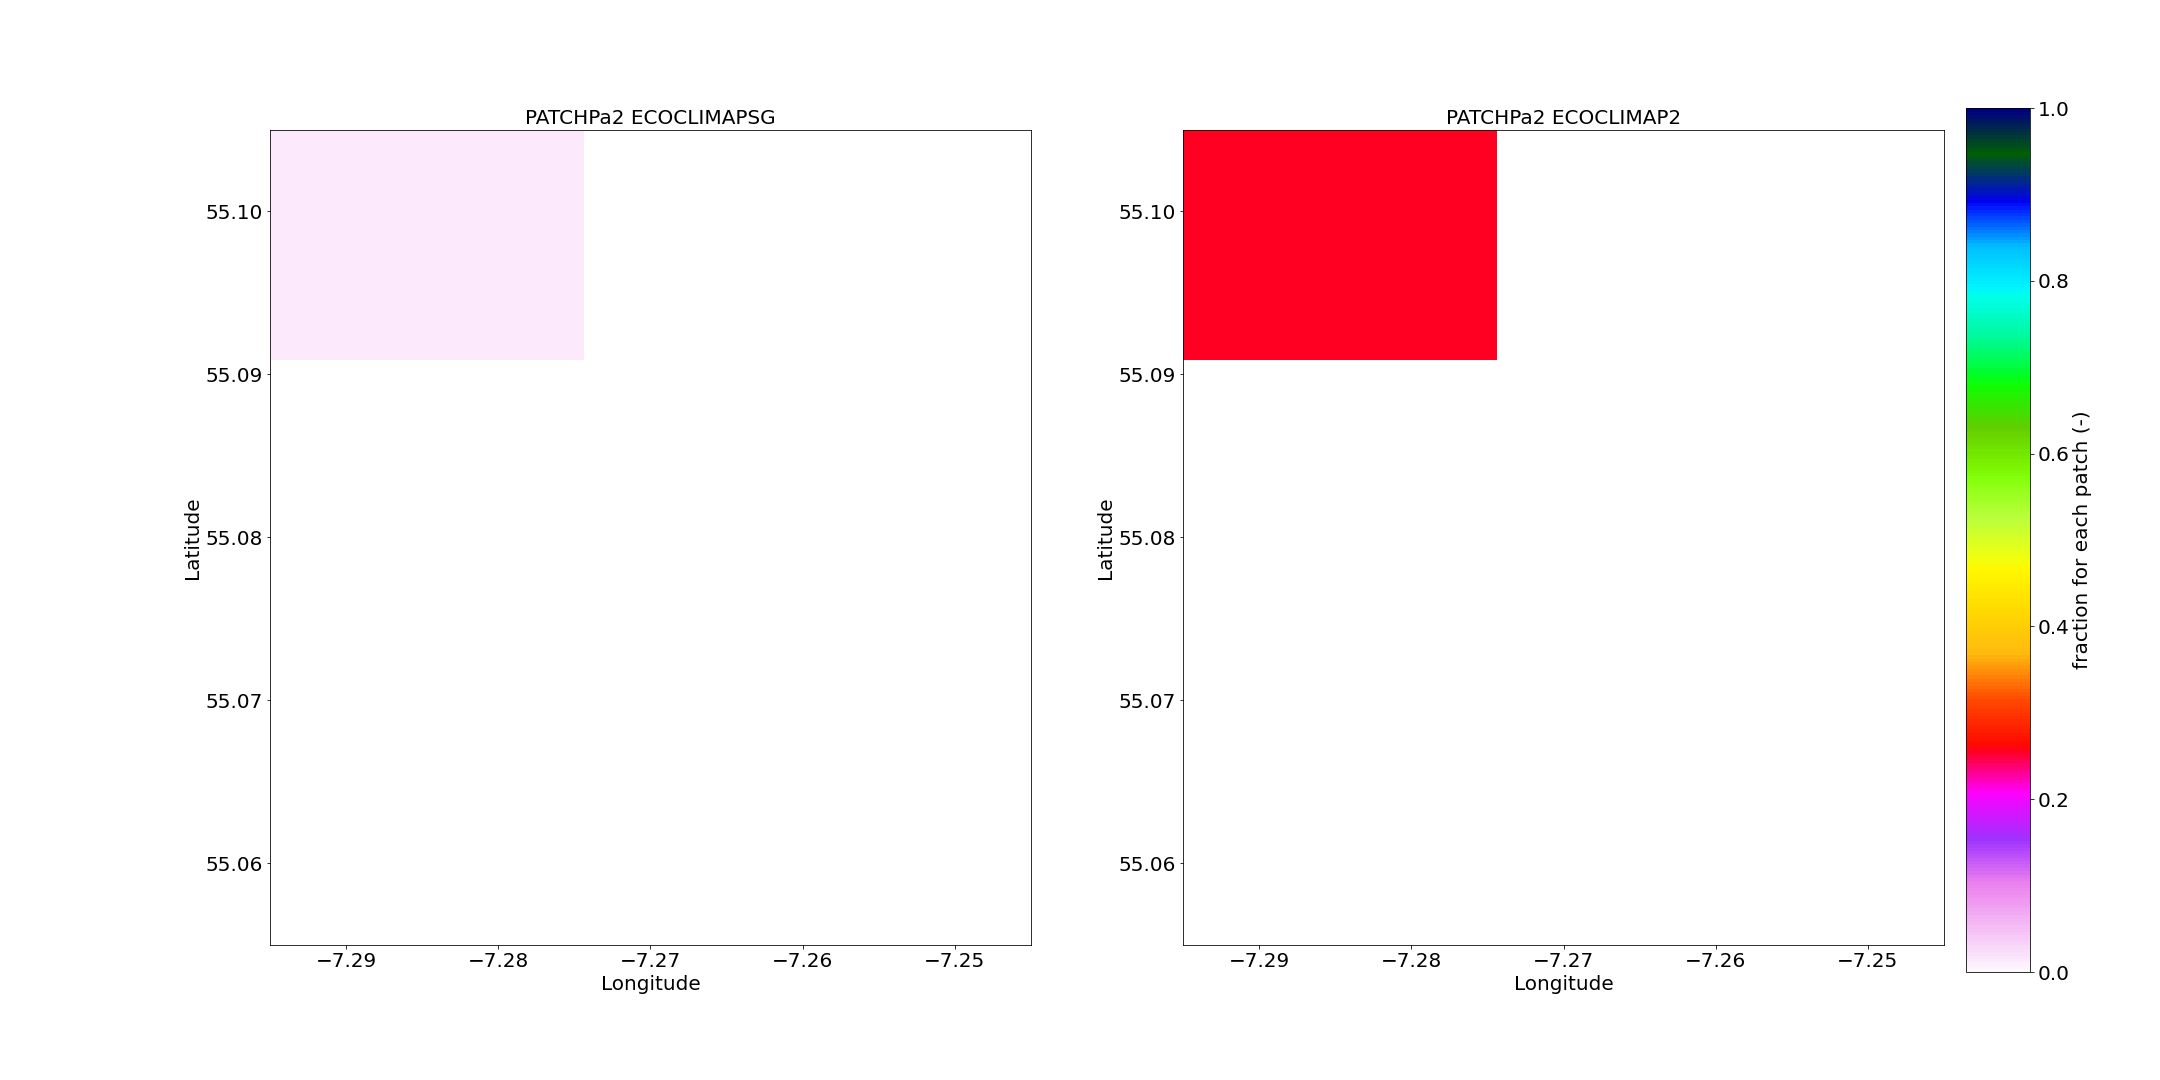 PATCHPa2 ECOCLIMAPSG
55.10
55.09
55.08
55.07
55.06
Latitude
−7.29 −7.28 −7.27 −7.26 −7.25
Longitude
PATCHPa2 ECOCLIMAP2
55.10
55.09
55.08
55.07
55.06
Latitude
−7.29 −7.28 −7.27 −7.26 −7.25
Longitude
1.0
0.8
0.6
0.4
0.2
0.0
fraction for each patch (-)